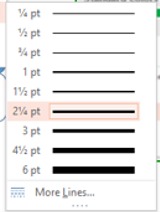 ¼ pt
½ pt
¾ pt
1 pt
1½ pt
2¼ pt
3 pt
4½ pt
6 pt
More Lines...